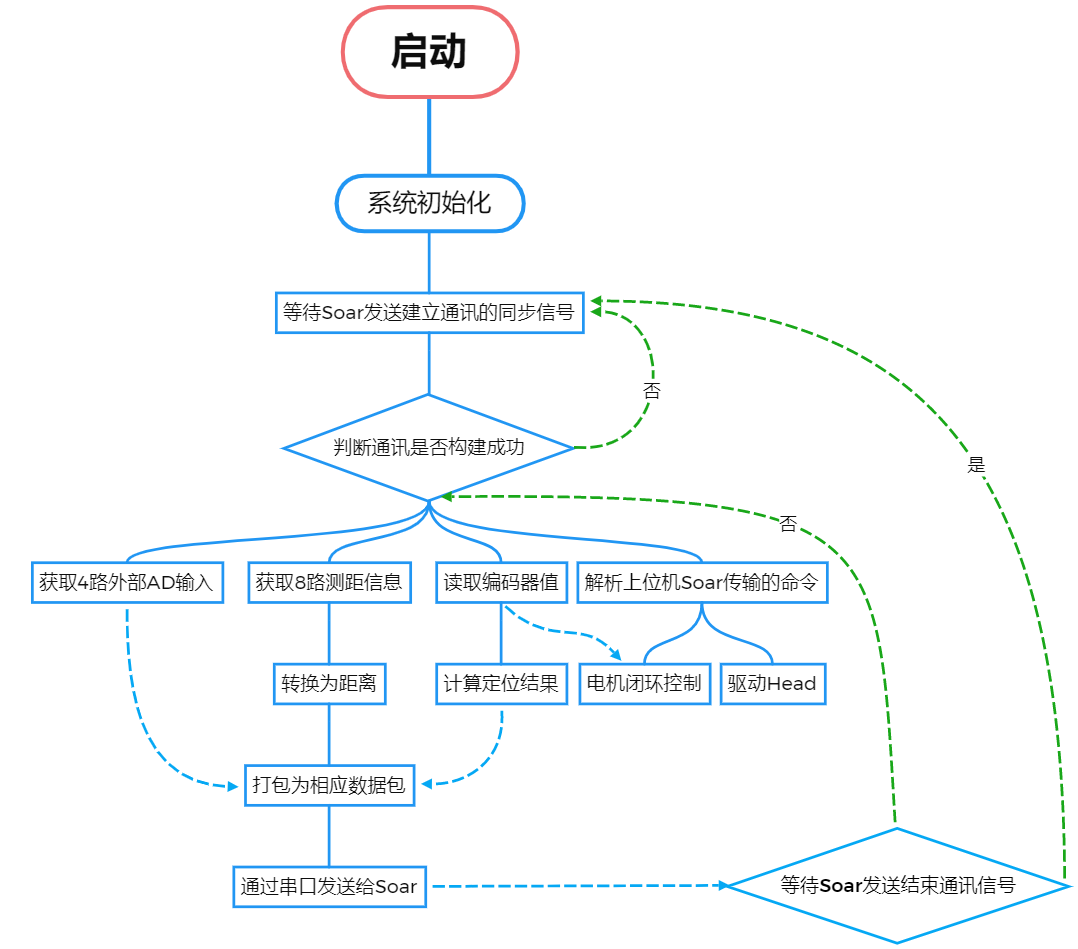 启动
系统初始化
等待Soar发送建立通讯的同步信号
否
判断通讯是否构建成功
是
否
获取4路外部AD输入
获取8路测距信息
读取编码器值
解析上位机Soar传输的命令
转换为距离
计算定位结果
电机闭环控制
驱动Head
打包为相应数据包
通过串口发送给Soar
等待Soar发送结束通讯信号